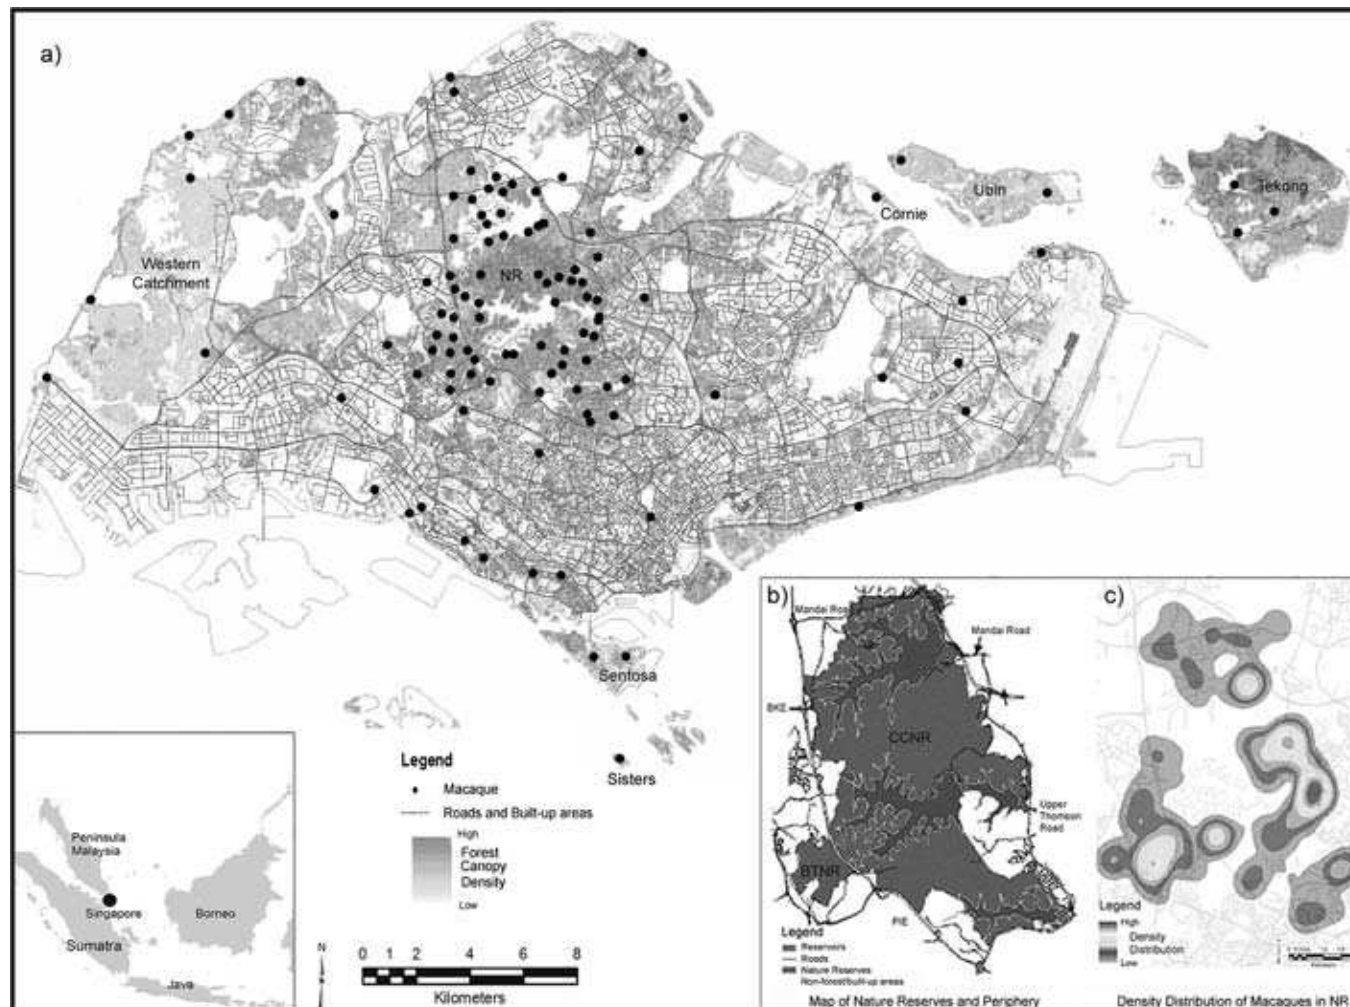 a)
Western
Catchment
NR
Ubin
Cornie
Tekong
Sentosa
Sisters
Legend
Macaque
Roads and Built-up areas
High
Forest
Canopy
Density
Low
N
0 1 2 4 6 8
Kilometers
Peninsula
Malaysia
Singapore
Borneo
Sumatra
Java
b)
Mandai Road
Mandai Road
BKE
CCNR
Upper
Thomson
Road
BTNR
PIE
Legend
Reservoirs
Roads
Nature Reserves
Non-forest/built-up areas
Map of Nature Reserves and Periphery
c)
Legend
High
Density
Distribution
Low
Density Distribution of Macaques in NR